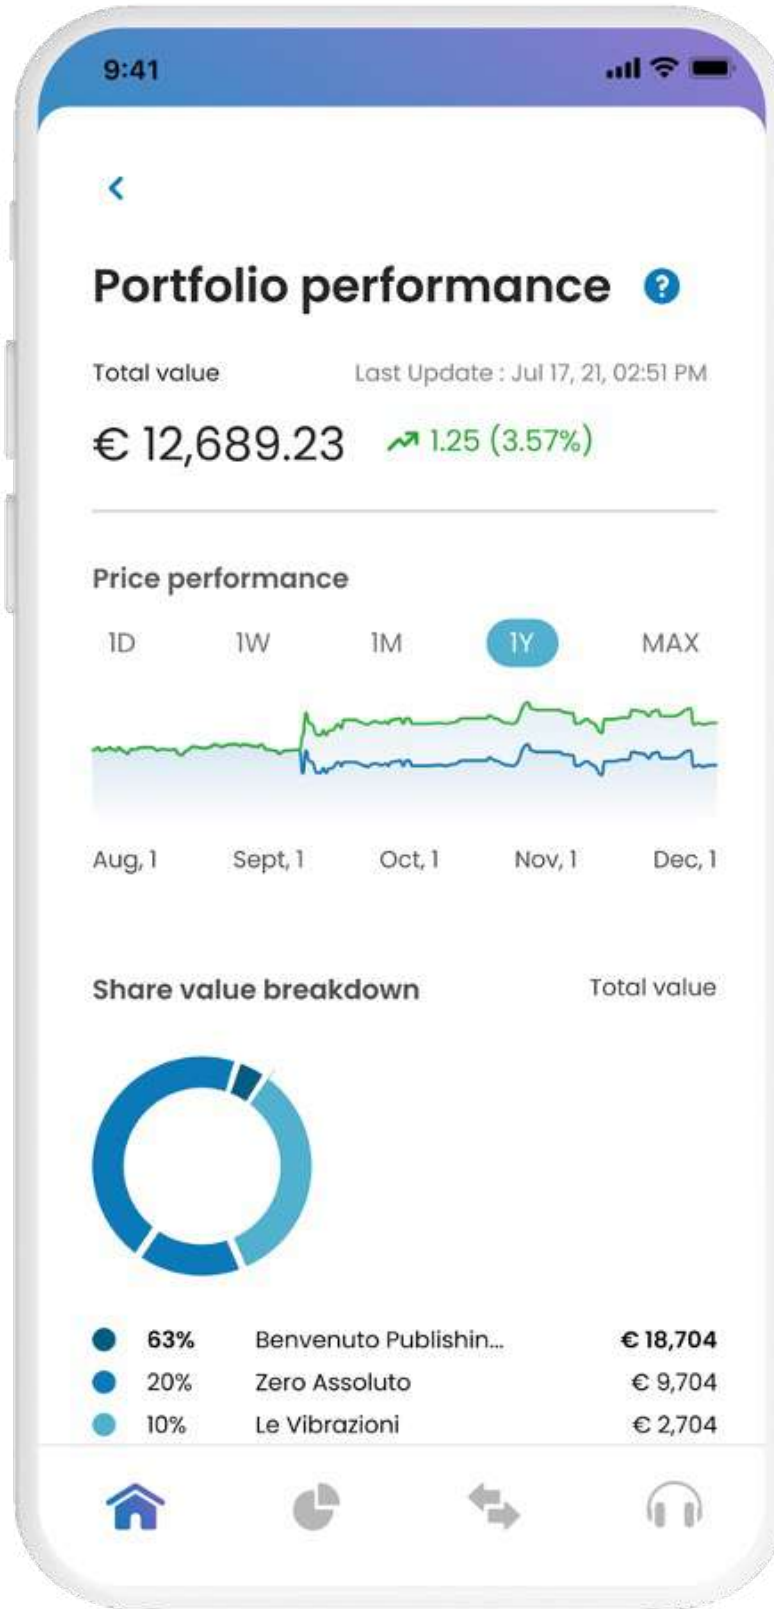 9:41
Portfolio performance ?
Total value Last Update : Jul 17, 21, 02:51 PM
€ 12,689.23 1.25 (3.57%)
Price performance
1D 1W 1M 1Y MAX
Aug, 1 Sept, 1 Oct, 1 Nov, 1 Dec, 1
Share value breakdown Total value
63% Benvenuto Publishin... € 18,704
20% Zero Assoluto € 9,704
10% Le Vibrazioni € 2,704